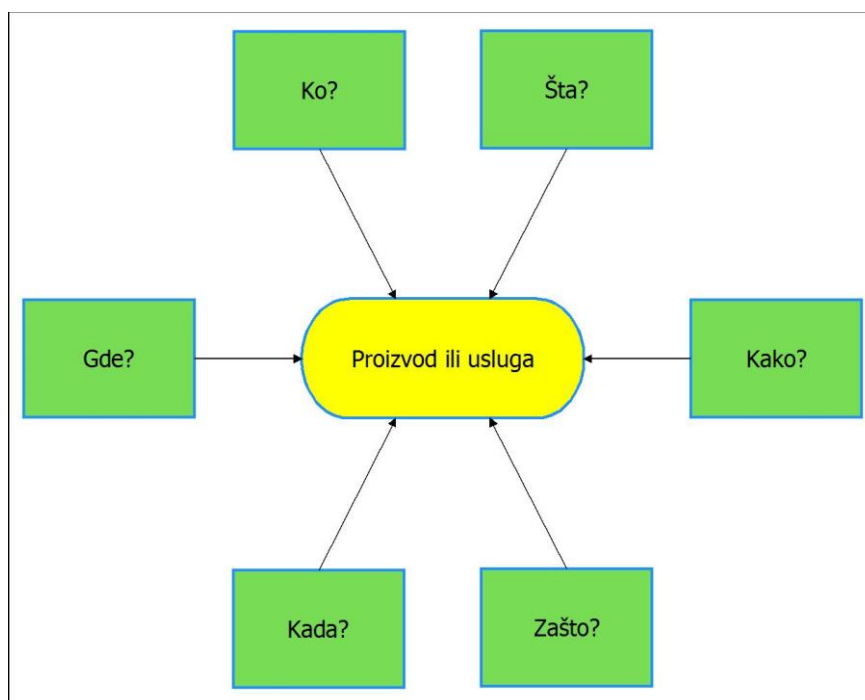 Ko?
Šta?
Gde?
Proizvod ili usluga
Kako?
Kada?
Zašto?